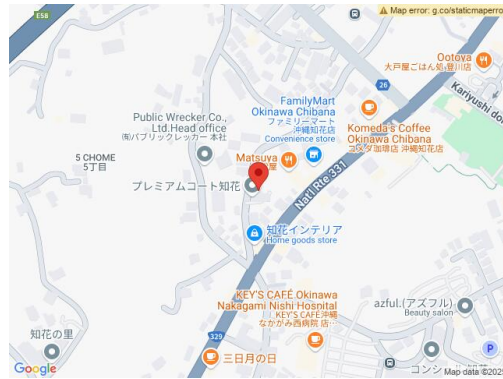 E58
Map error: g.co/staticmaperro
Ootoya
大戸屋ごはん処 登川店
26
Kariyushi do
FamilyMart
Okinawa Chibana
ファミリーマート
沖縄知花店
Convenience store
Komeda's Coffee
Okinawa Chibana
コメダ珈琲店 沖縄知花店
Public Wrecker Co.,
Ltd.Head office
㈲パブリックレッカー 本社
5 CHOME
5丁目
Matsuya
屋
プレミアムコート知花
Nat'l Rte 331
知花インテリア
Home goods store
KEY'S CAFÉ Okinawa
Nakagami Nishi Hospital
KEY'S CAFÉ沖縄
なかがみ西病院 店...
azful.(アズフル)
Beauty salon
329
知花の里
三日月の日
P
コンシ
Google
Map data ©202